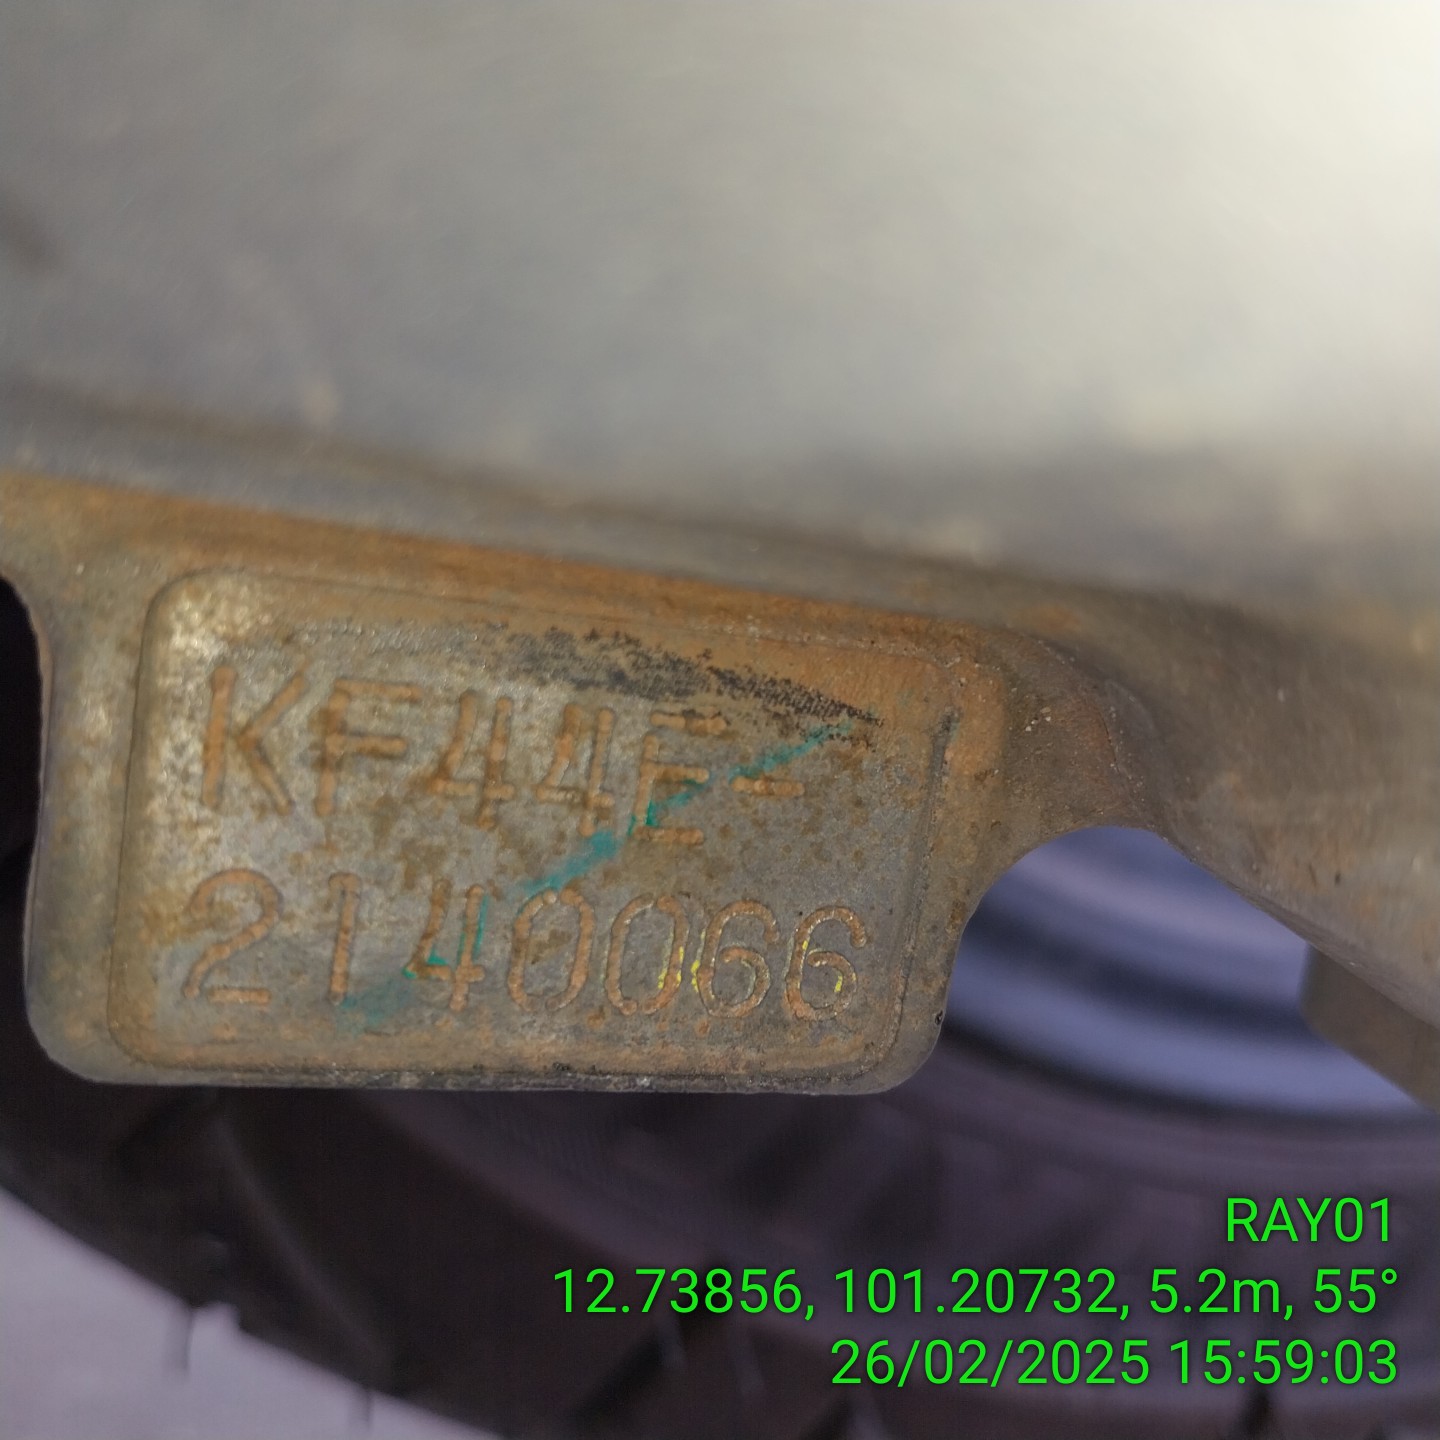 KF44E-
2140066
RAY01
12.73856, 101.20732, 5.2m, 55°
26/02/2025 15:59:03